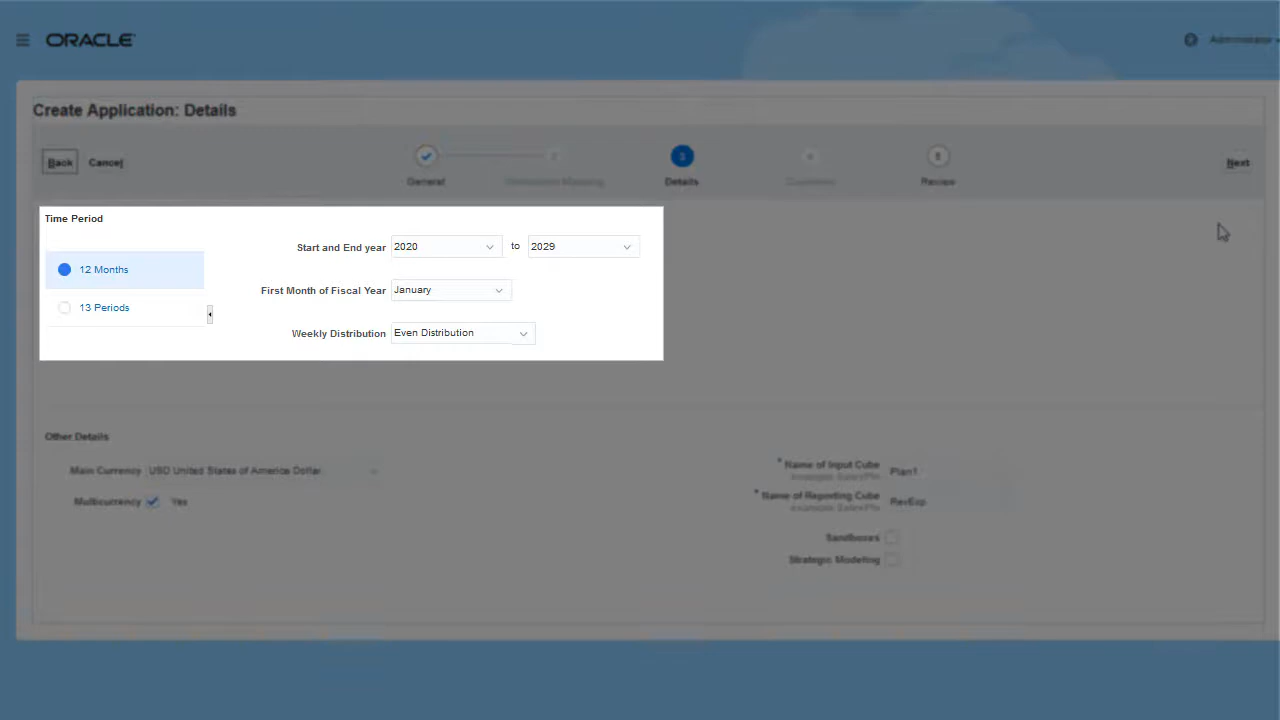 ORACLE
Administrator
Create Application: Details
Back Cancel
General
Details
Review
Next
Time Period
12 Months
13 Periods
Start and End year 2020 to 2029
First Month of Fiscal Year January
Weekly Distribution Even Distribution
Other Details
Main Currency USD United States of America Dollar
Multicurrency Yes
* Name of Input Cube Plan1
* Name of Reporting Cube RevExp
Sandboxes
Strategic Modeling